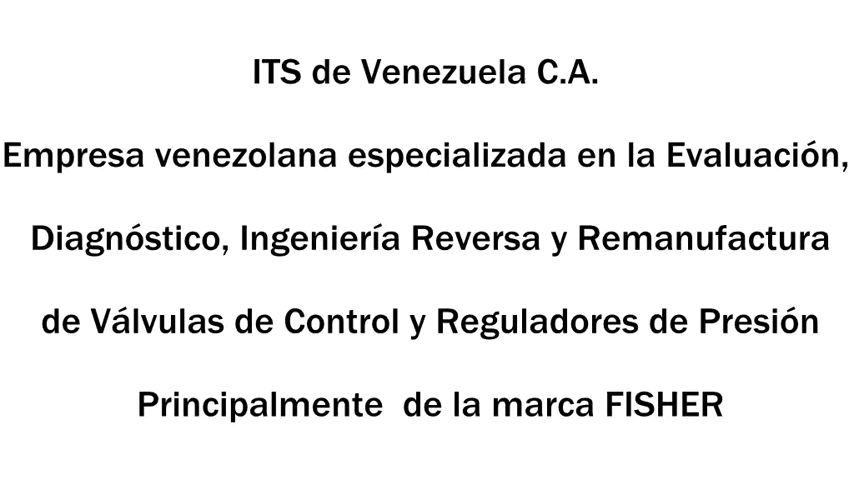 ITS de Venezuela C.A.
Empresa venezolana especializada en la Evaluación,
Diagnóstico, Ingeniería Reversa y Remanufactura
de Válvulas de Control y Reguladores de Presión
Principalmente  de la marca FISHER